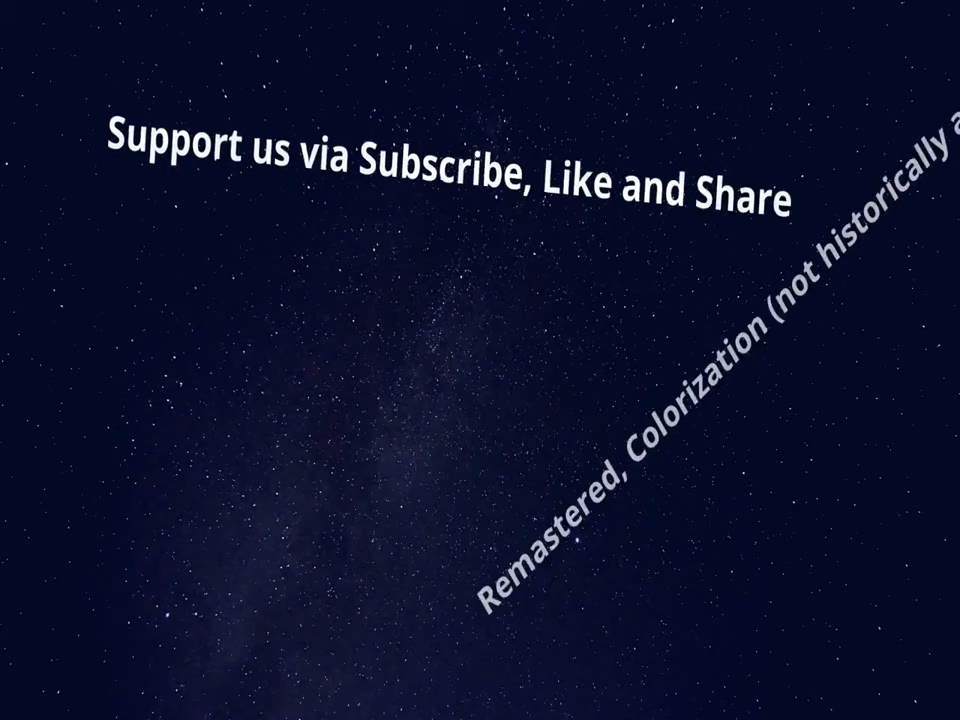 Support us via Subscribe, Like and Share
Remastered, Colorization (not historically